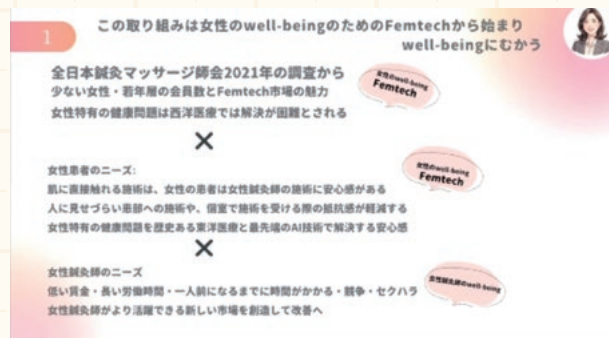 1
この取り組みは女性のwell-beingのためのFemtechから始まり
well-beingにむかう
全日本鍼灸マッサージ師会2021年の調査から
少ない女性・若年層の会員数とFemtech市場の魅力
女性特有の健康問題は西洋医療では解決が困難とされる
女性のwell-being
Femtech
×
女性患者のニーズ:
肌に直接触れる施術は、女性の患者は女性鍼灸師の施術に安心感がある
人に見せづらい患部への施術や、個室で施術を受ける際の抵抗感が軽減する
女性特有の健康問題を歴史ある東洋医療と最先端のAI技術で解決する安心感
女性のwell-being
Femtech
×
女性鍼灸師のニーズ
低い賃金・長い労働時間・一人前になるまでに時間がかかる・競争・セクハラ
女性鍼灸師がより活躍できる新しい市場を創造して改善へ
女性鍼灸師のwell-being